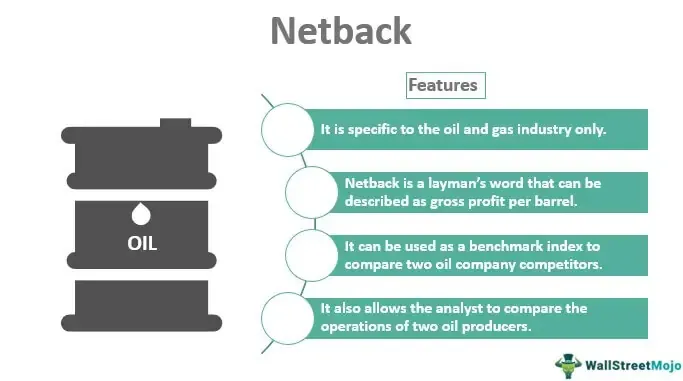 Netback
Features
It is specific to the oil and gas industry only.
Netback is a layman's word that can be
described as gross profit per barrel.
OIL
It can be used as a benchmark index to
compare two oil company competitors.
It also allows the analyst to compare the
operations of two oil producers.
WallStreetMojo